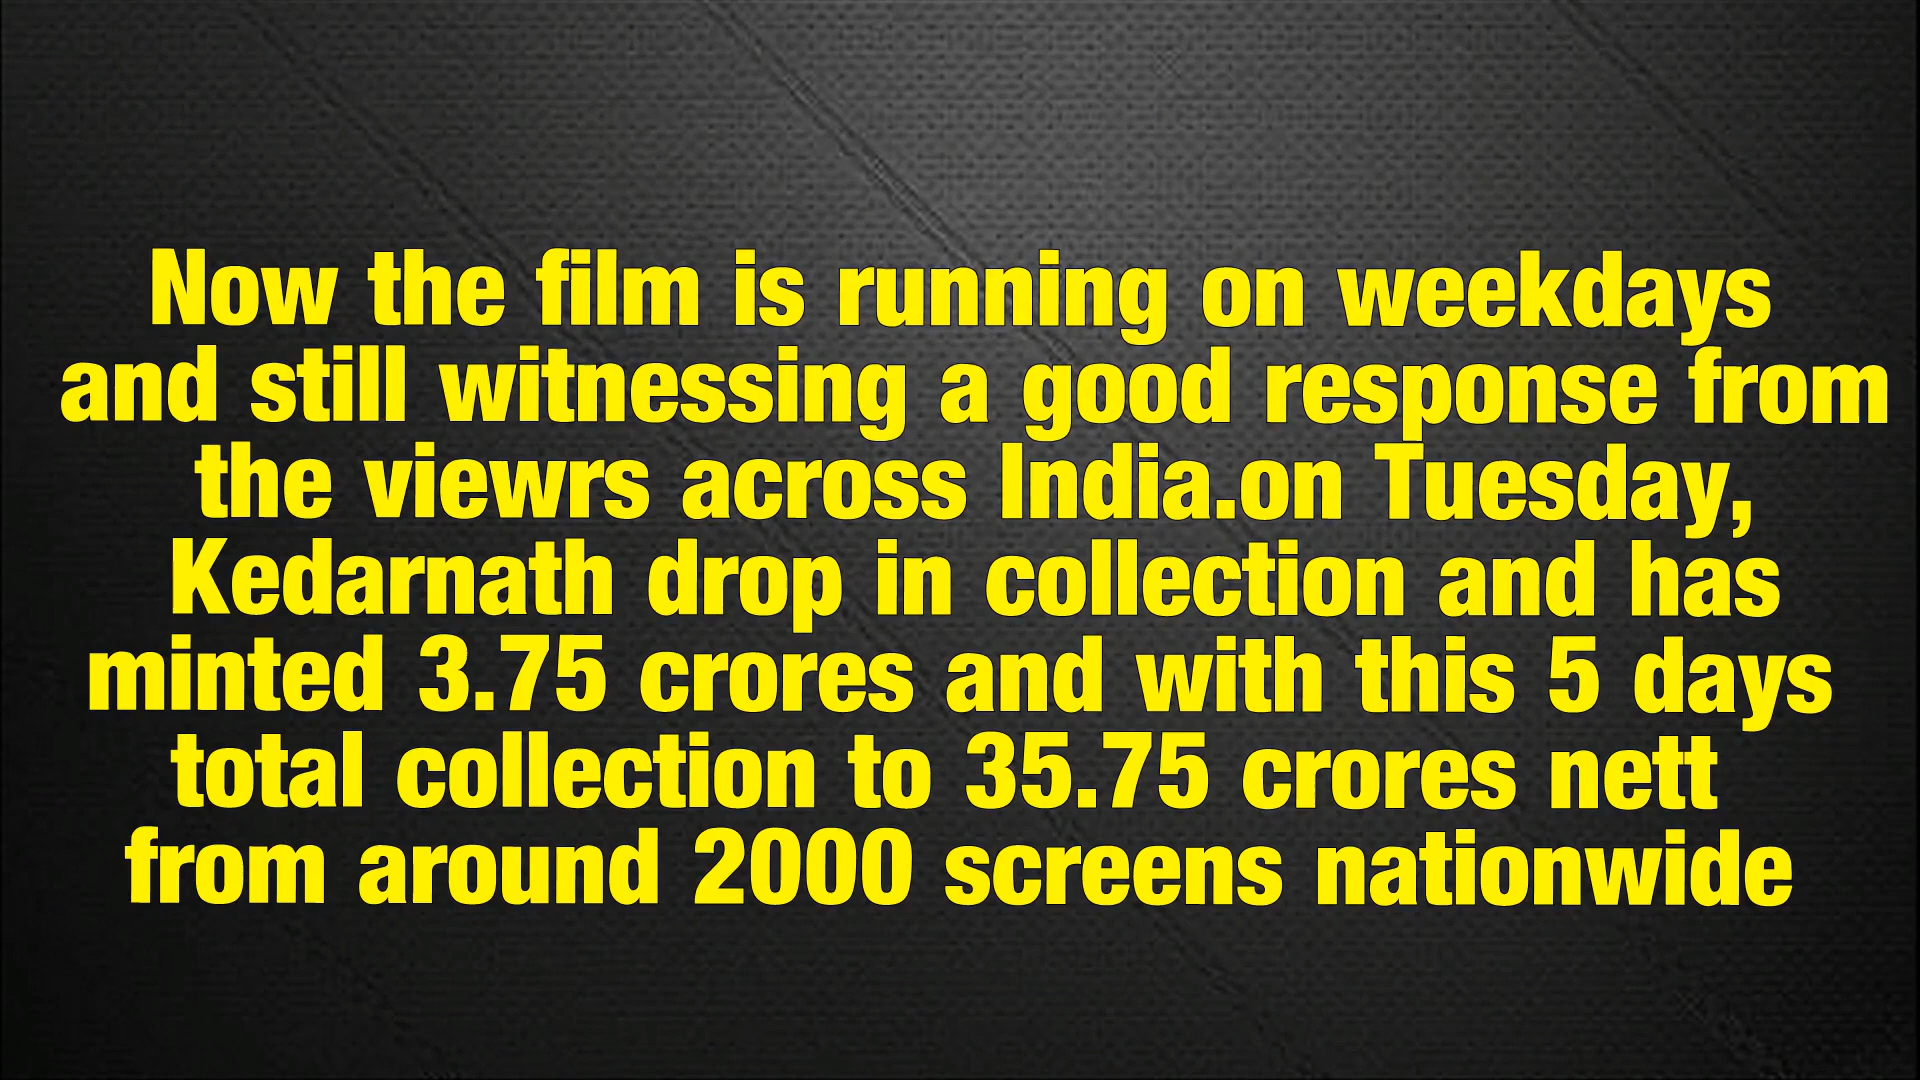 Now the film is running on weekdays
and still witnessing a good response from
the viewrs across India.on Tuesday,
Kedarnath drop in collection and has
minted 3.75 crores and with this 5 days
total collection to 35.75 crores nett
from around 2000 screens nationwide